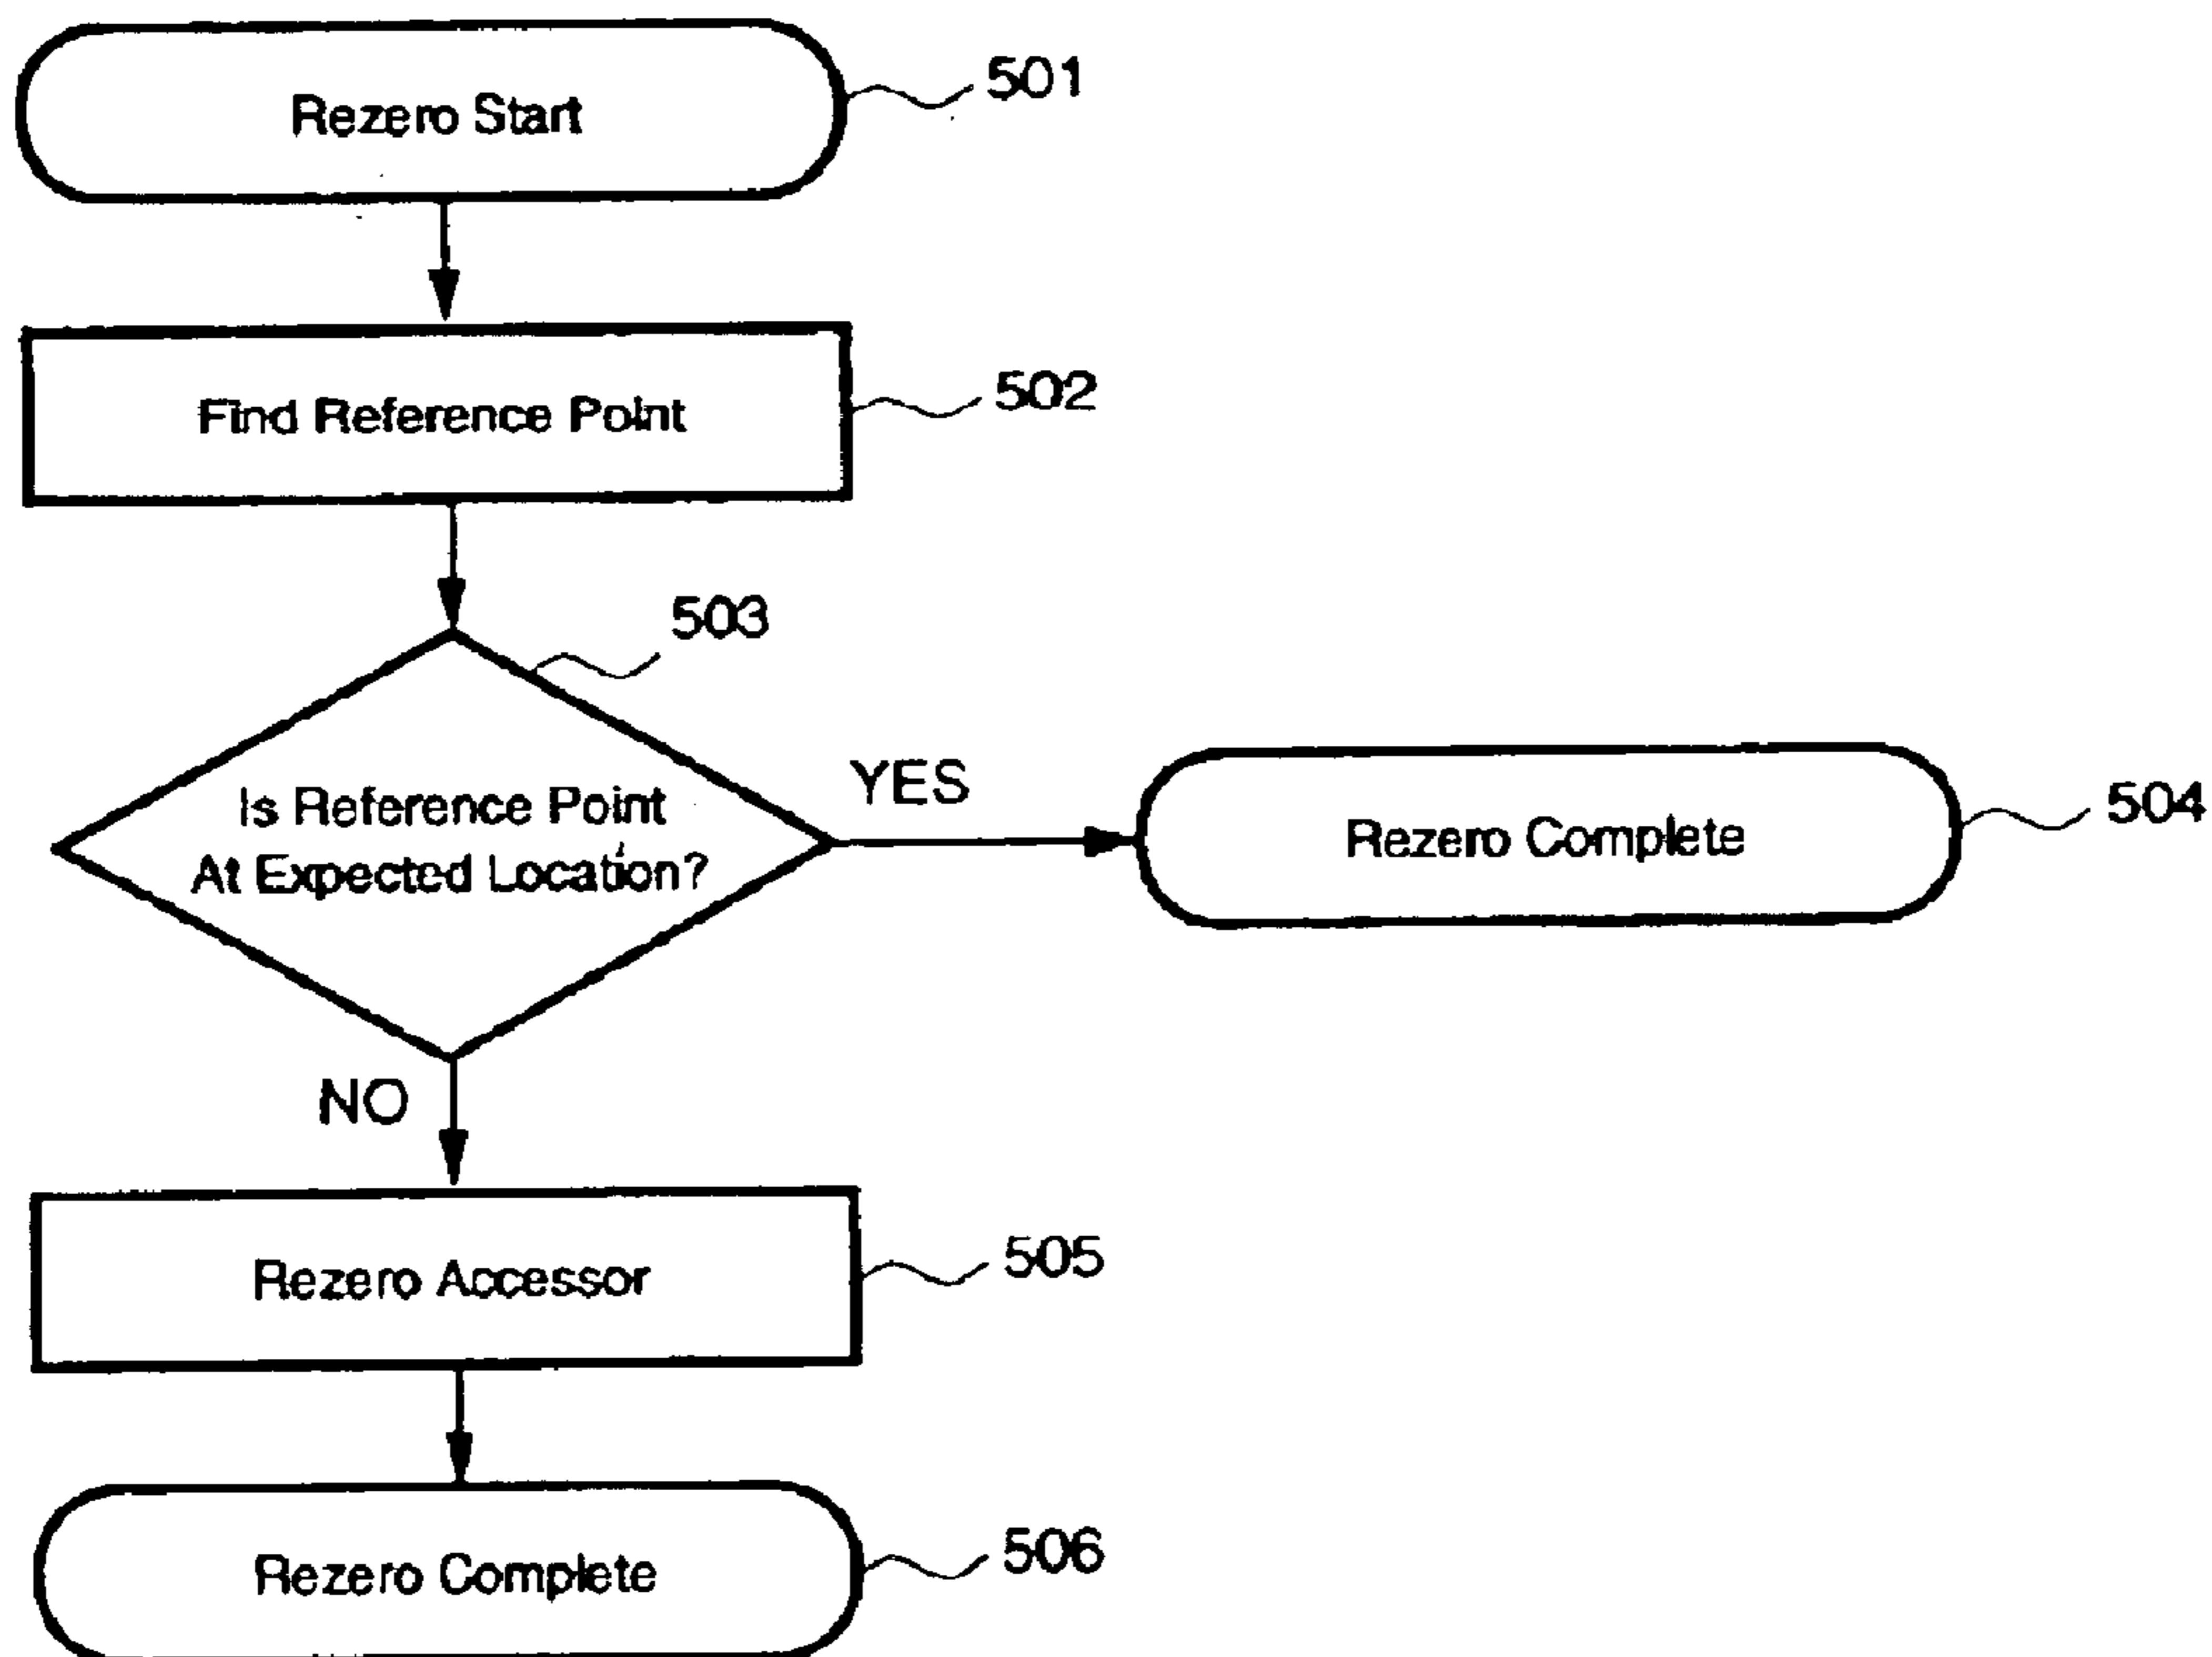 Rezero Start
501
Find Reference Point
502
503
Is Reference Point
At Expected Location?
YES
Rezero Complete
504
NO
Rezero Accessor
505
Rezero Complete
506